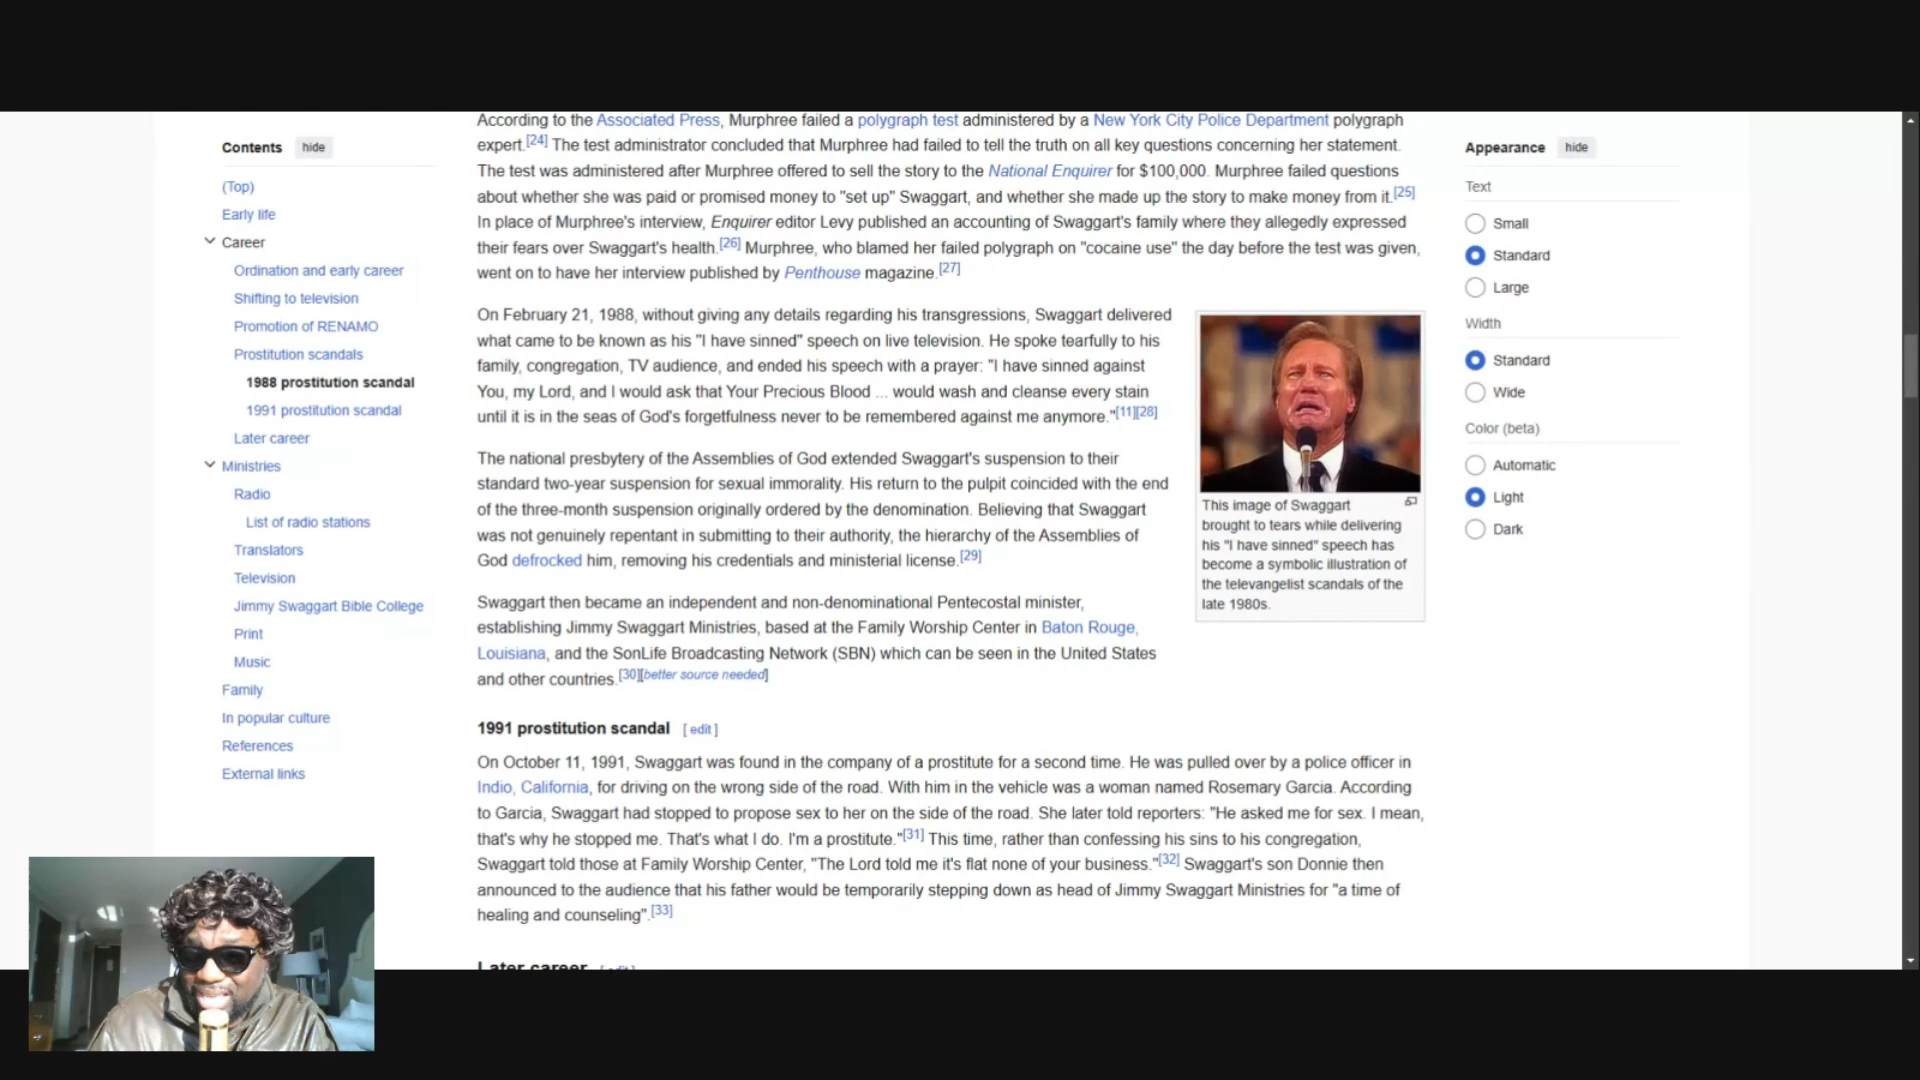 Contents hide
(Top)
Early life
Career
Ordination and early career
Shifting to television
Promotion of RENAMO
Prostitution scandals
1988 prostitution scandal
1991 prostitution scandal
Later career
Ministries
Radio
List of radio stations
Translators
Television
Jimmy Swaggart Bible College
Print
Music
Family
In popular culture
References
External links
According to the Associated Press, Murphree failed a polygraph test administered by a New York City Police Department polygraph
expert.[24] The test administrator concluded that Murphree had failed to tell the truth on all key questions concerning her statement.
The test was administered after Murphree offered to sell the story to the National Enquirer for $100,000. Murphree failed questions
about whether she was paid or promised money to "set up" Swaggart, and whether she made up the story to make money from it.[25]
In place of Murphree's interview, Enquirer editor Levy published an accounting of Swaggart's family where they allegedly expressed
their fears over Swaggart's health.[26] Murphree, who blamed her failed polygraph on "cocaine use" the day before the test was given,
went on to have her interview published by Penthouse magazine.[27]
On February 21, 1988, without giving any details regarding his transgressions, Swaggart delivered
what came to be known as his "I have sinned" speech on live television. He spoke tearfully to his
family, congregation, TV audience, and ended his speech with a prayer: "I have sinned against
You, my Lord, and I would ask that Your Precious Blood ... would wash and cleanse every stain
until it is in the seas of God's forgetfulness never to be remembered against me anymore."[11][28]
The national presbytery of the Assemblies of God extended Swaggart's suspension to their
standard two-year suspension for sexual immorality. His return to the pulpit coincided with the end
of the three-month suspension originally ordered by the denomination. Believing that Swaggart
was not genuinely repentant in submitting to their authority, the hierarchy of the Assemblies of
God defrocked him, removing his credentials and ministerial license.[29]
Swaggart then became an independent and non-denominational Pentecostal minister,
establishing Jimmy Swaggart Ministries, based at the Family Worship Center in Baton Rouge,
Louisiana, and the SonLife Broadcasting Network (SBN) which can be seen in the United States
and other countries.[30][better source needed]
This image of Swaggart
brought to tears while delivering
his "I have sinned" speech has
become a symbolic illustration of
the televangelist scandals of the
late 1980s.
1991 prostitution scandal [ edit ]
On October 11, 1991, Swaggart was found in the company of a prostitute for a second time. He was pulled over by a police officer in
Indio, California, for driving on the wrong side of the road. With him in the vehicle was a woman named Rosemary Garcia. According
to Garcia, Swaggart had stopped to propose sex to her on the side of the road. She later told reporters: "He asked me for sex. I mean,
that's why he stopped me. That's what I do. I'm a prostitute."[31] This time, rather than confessing his sins to his congregation,
Swaggart told those at Family Worship Center, "The Lord told me it's flat none of your business."[32] Swaggart's son Donnie then
announced to the audience that his father would be temporarily stepping down as head of Jimmy Swaggart Ministries for "a time of
healing and counseling".[33]
Later career [ edit ]
Appearance hide
Text
Small
Standard
Large
Width
Standard
Wide
Color (beta)
Automatic
Light
Dark